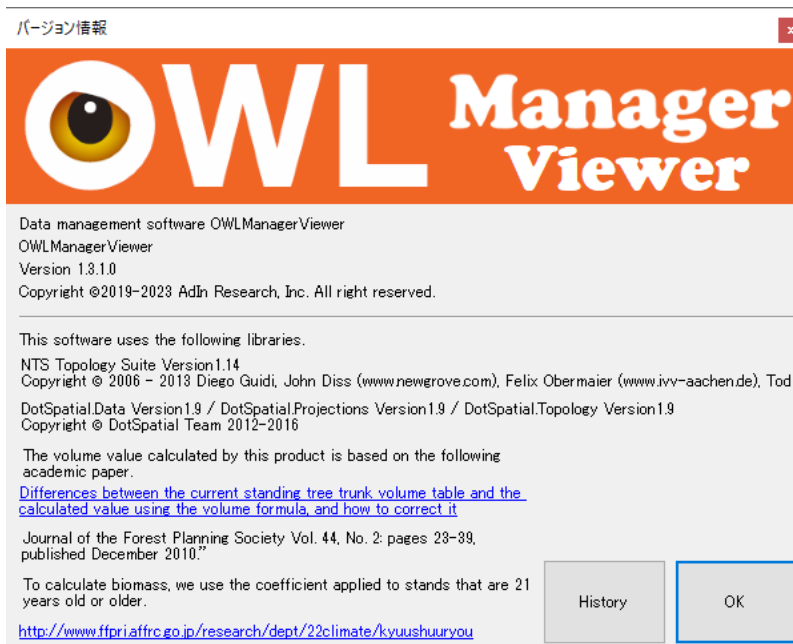 バージョン情報
OWL Manager
Viewer
Data management software OWLManagerViewer
OWLManagerViewer
Version 1.3.1.0
Copyright ©2019-2023 AdIn Research, Inc. All right reserved.
This software uses the following libraries.
NTS Topology Suite Version1.14
Copyright © 2006 - 2013 Diego Guidi, John Diss (www.newgrove.com), Felix Obermaier (www.ivv-aachen.de), Tod
DotSpatial.Data Version1.9 / DotSpatial.Projections Version1.9 / DotSpatial.Topology Version1.9
Copyright © DotSpatial Team 2012-2016
The volume value calculated by this product is based on the following
academic paper.
Differences between the current standing tree trunk volume table and the
calculated value using the volume formula, and how to correct it
Journal of the Forest Planning Society Vol. 44, No. 2: pages 23-39,
published December 2010."
To calculate biomass, we use the coefficient applied to stands that are 21
years old or older.
http://www.ffpri.affrc.go.jp/research/dept/22climate/kyuushuuryou
History
OK